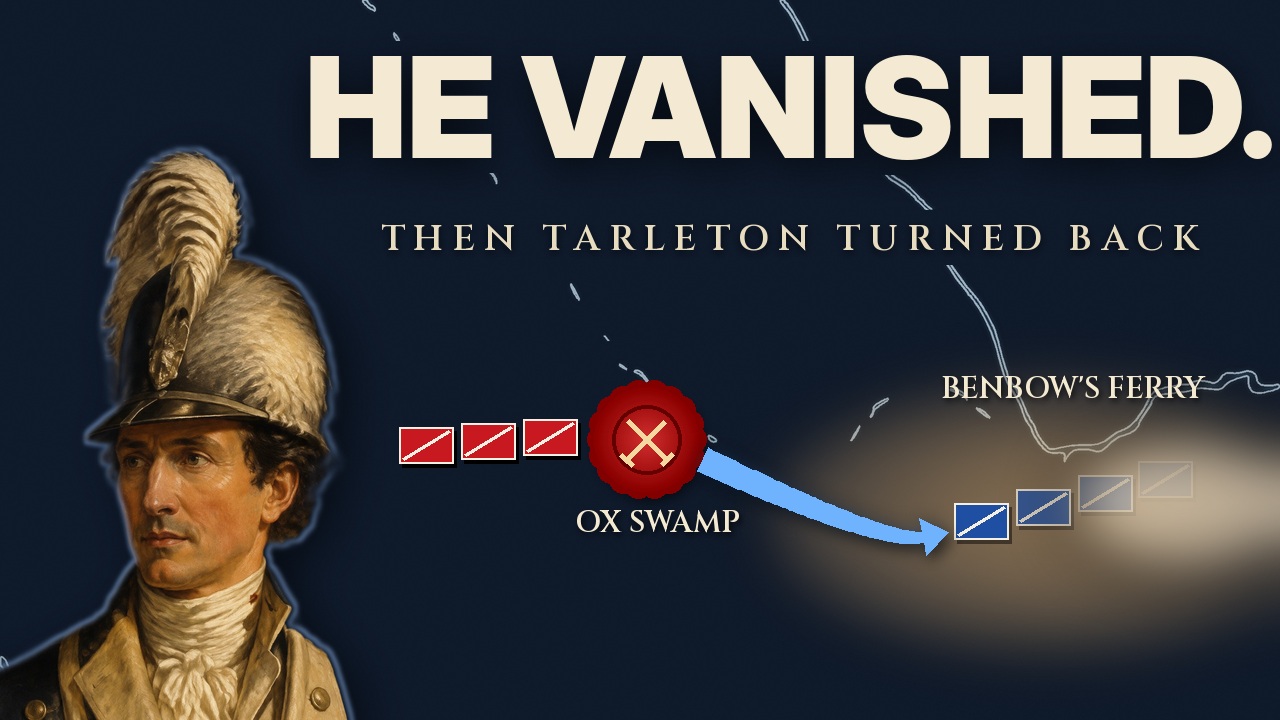 HE VANISHED.
THEN TARLETON TURNED BACK
BENBOW'S FERRY
OX SWAMP